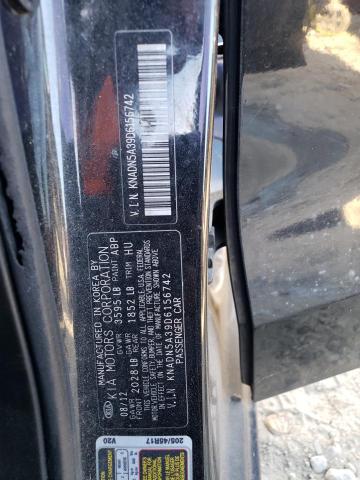 V.I.N. KNADN5A39D6156742
MANUFACTURED IN KOREA BY
KIA MOTORS CORPORATION
08/12 GVWR 3595 LB PAINT ABP
GAWR GAWR TRIM HU
FRONT 2028 LB REAR 1852 LB
THIS VEHICLE CONFORMS TO ALL APPLICABLE U.S.A. FEDERAL
MOTOR VEHICLE SAFETY, BUMPER, AND THEFT PREVENTION STANDARDS
IN EFFECT ON THE DATE OF MANUFACTURE SHOWN ABOVE
V.I.N. KNADN5A39D6156742
PASSENGER CAR
205/45R17
V20